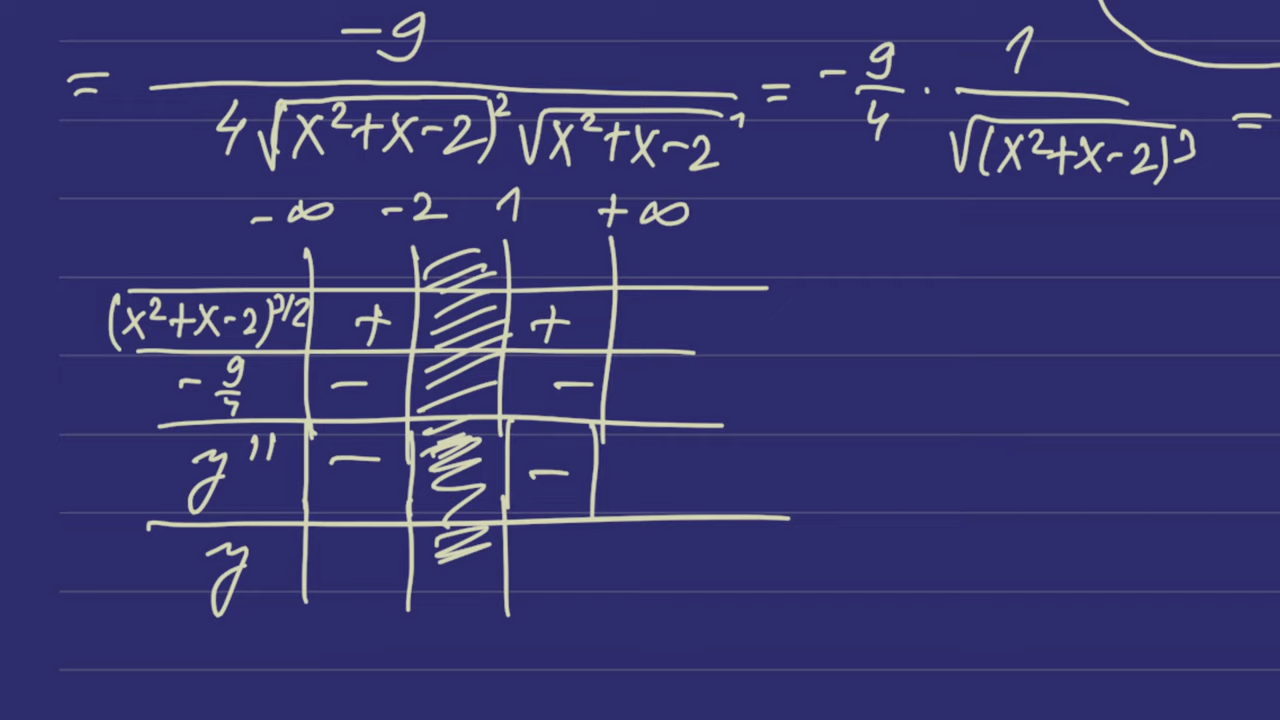 = -9 / 4√(x²+x-2)² √x²+x-2 = -9/4 · 1/√(x²+x-2)³ =
-∞ -2 1 +∞
(x²+x-2)^3/2 + +
-9/4 - -
y'' - -
y